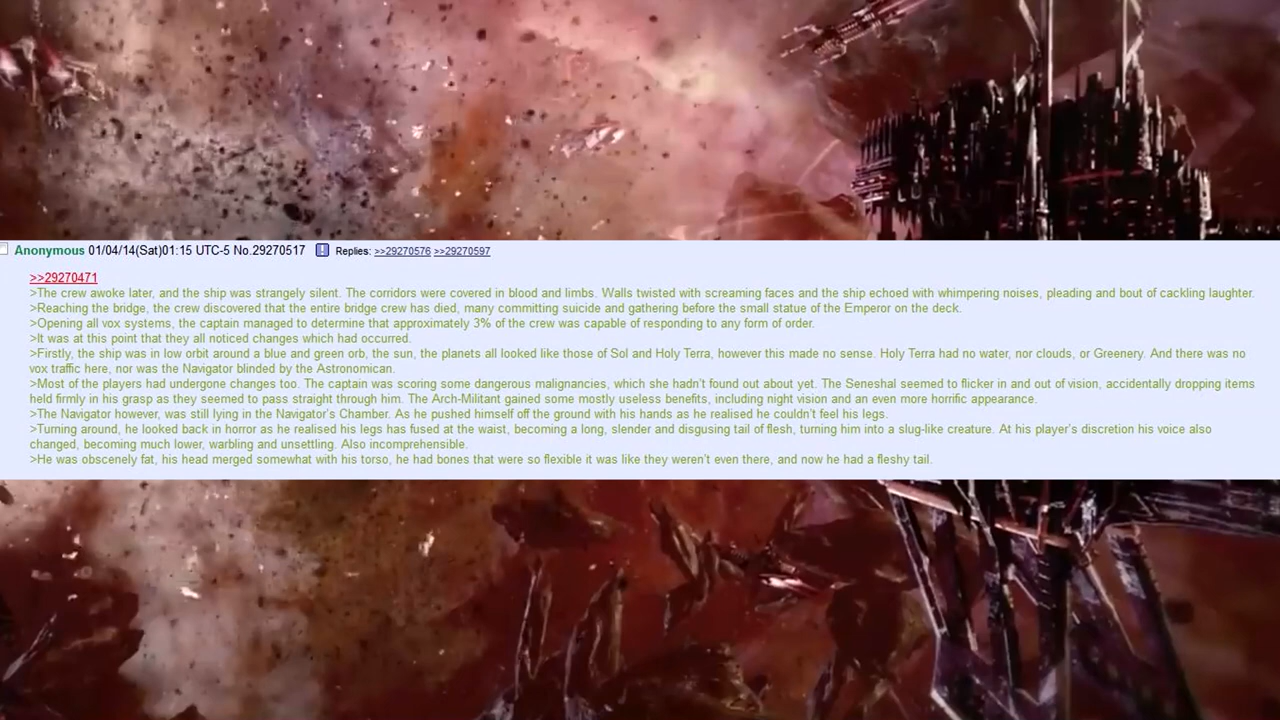 Anonymous 01/04/14(Sat)01:15 UTC-5 No.29270517 Replies: >>29270576 >>29270597
>>29270471
>The crew awoke later, and the ship was strangely silent. The corridors were covered in blood and limbs. Walls twisted with screaming faces and the ship echoed with whimpering noises, pleading and bout of cackling laughter.
>Reaching the bridge, the crew discovered that the entire bridge crew has died, many committing suicide and gathering before the small statue of the Emperor on the deck.
>Opening all vox systems, the captain managed to determine that approximately 3% of the crew was capable of responding to any form of order.
>It was at this point that they all noticed changes which had occurred.
>Firstly, the ship was in low orbit around a blue and green orb, the sun, the planets all looked like those of Sol and Holy Terra, however this made no sense. Holy Terra had no water, nor clouds, or Greenery. And there was no
vox traffic here, nor was the Navigator blinded by the Astronomican.
>Most of the players had undergone changes too. The captain was scoring some dangerous malignancies, which she hadn't found out about yet. The Seneshal seemed to flicker in and out of vision, accidentally dropping items
held firmly in his grasp as they seemed to pass straight through him. The Arch-Militant gained some mostly useless benefits, including night vision and an even more horrific appearance.
>The Navigator however, was still lying in the Navigator's Chamber. As he pushed himself off the ground with his hands as he realised he couldn't feel his legs.
>Turning around, he looked back in horror as he realised his legs has fused at the waist, becoming a long, slender and disgusing tail of flesh, turning him into a slug-like creature. At his player's discretion his voice also
changed, becoming much lower, warbling and unsettling. Also incomprehensible.
>He was obscenely fat, his head merged somewhat with his torso, he had bones that were so flexible it was like they weren't even there, and now he had a fleshy tail.